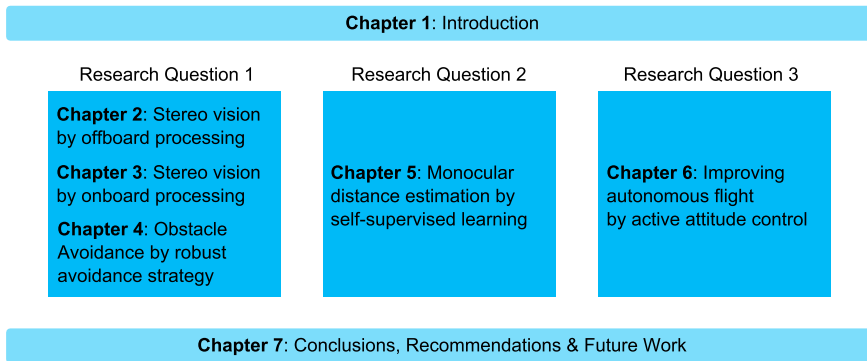 Chapter 1: Introduction
Research Question 1
Chapter 2: Stereo vision
by offboard processing
Chapter 3: Stereo vision
by onboard processing
Chapter 4: Obstacle
Avoidance by robust
avoidance strategy
Research Question 2
Chapter 5: Monocular
distance estimation by
self-supervised learning
Research Question 3
Chapter 6: Improving
autonomous flight
by active attitude control
Chapter 7: Conclusions, Recommendations & Future Work